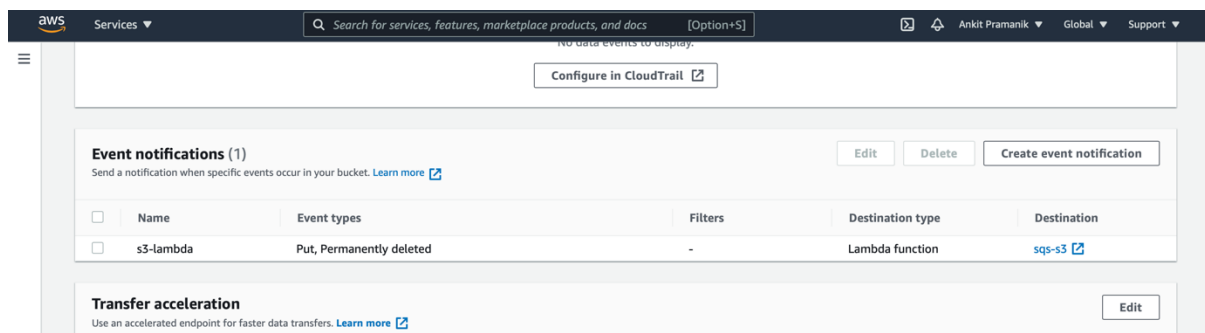 aws Services ▼ Search for services, features, marketplace products, and docs [Option+S] Ankit Pramanik ▼ Global ▼ Support ▼
No data events to display.
Configure in CloudTrail
Event notifications (1) Edit Delete Create event notification
Send a notification when specific events occur in your bucket. Learn more
Name Event types Filters Destination type Destination
s3-lambda Put, Permanently deleted - Lambda function sqs-s3
Transfer acceleration Edit
Use an accelerated endpoint for faster data transfers. Learn more